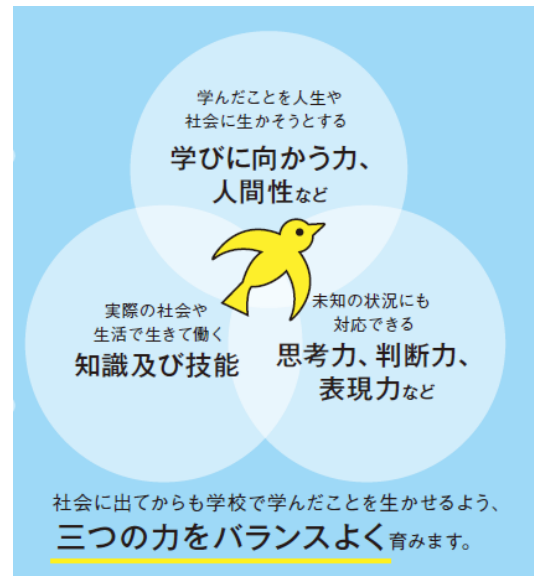 学んだことを人生や
社会に生かそうとする
学びに向かう力、
人間性など
実際の社会や
生活で生きて働く
知識及び技能
未知の状況にも
対応できる
思考力、判断力、
表現力など
社会に出てからも学校で学んだことを生かせるよう、
三つの力をバランスよく育みます。